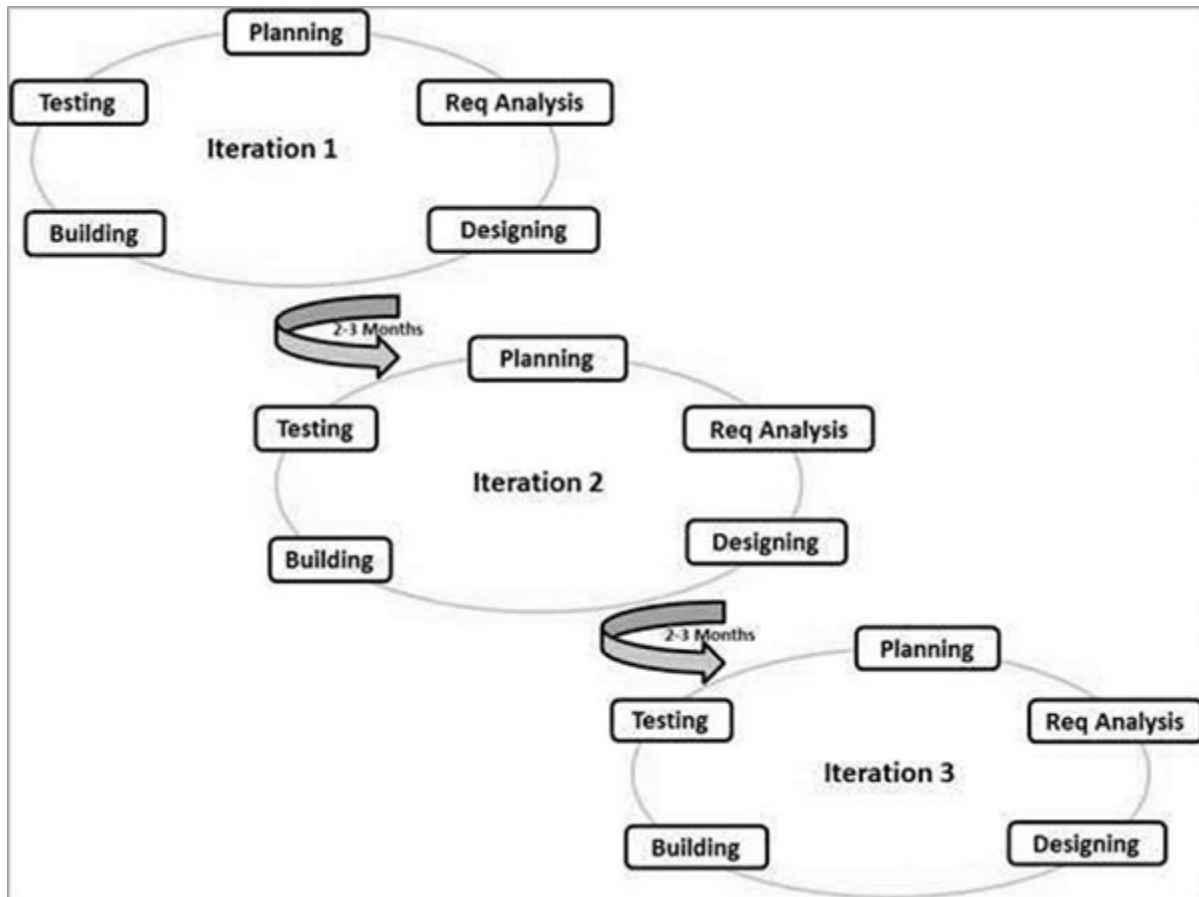 Planning
Testing
Req Analysis
Iteration 1
Building
Designing
2-3 Months
Planning
Testing
Req Analysis
Iteration 2
Building
Designing
2-3 Months
Planning
Testing
Req Analysis
Iteration 3
Building
Designing